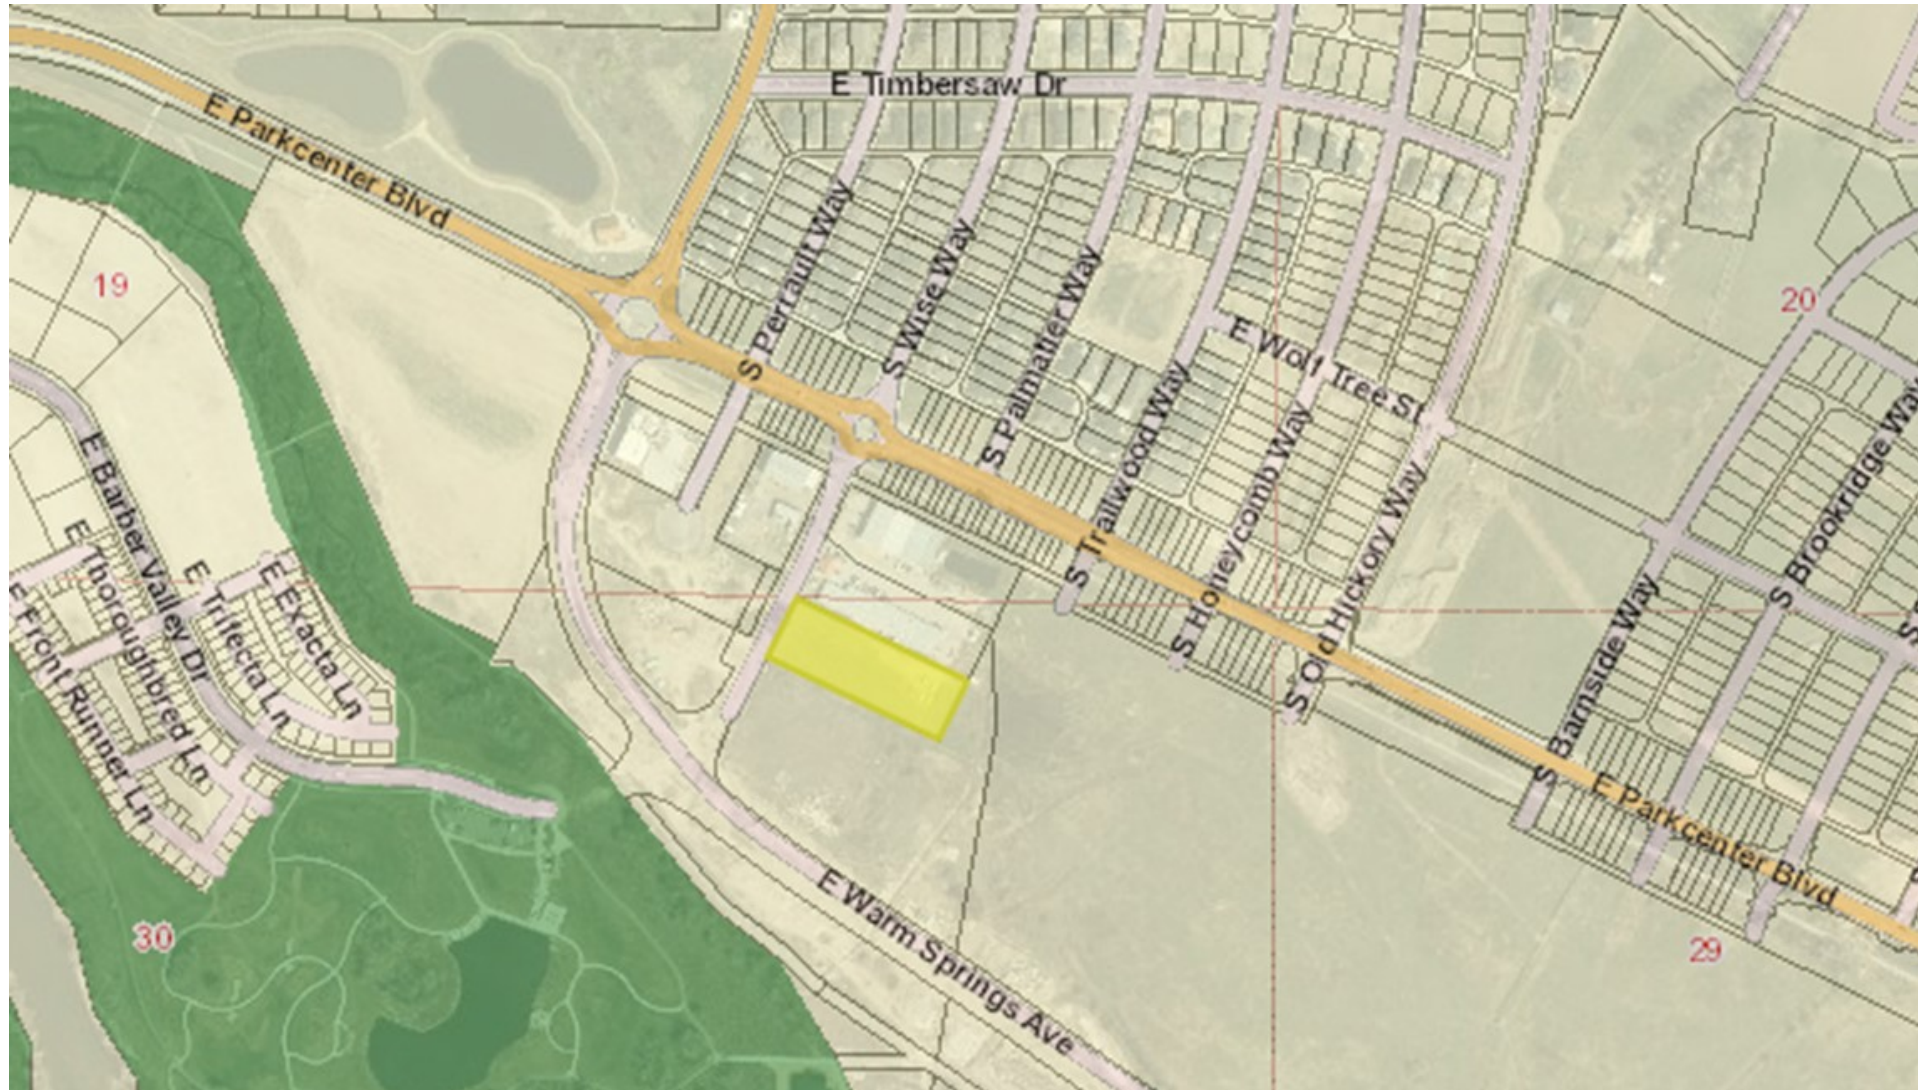 E Timbersaw Dr
E Parkcenter Blvd
S Perrault Way
S Wise Way
S Palmatier Way
19
20
E Wolf Tree St
S Trailwood Way
S Honeycomb Way
S Old Hickory Way
S Brookridge Way
S Barnside Way
E Barber Valley Dr
E Thoroughbred Ln
E Trifecta Ln
E Exacta Ln
E Front Runner Ln
E Parkcenter Blvd
E Warm Springs Ave
30
29